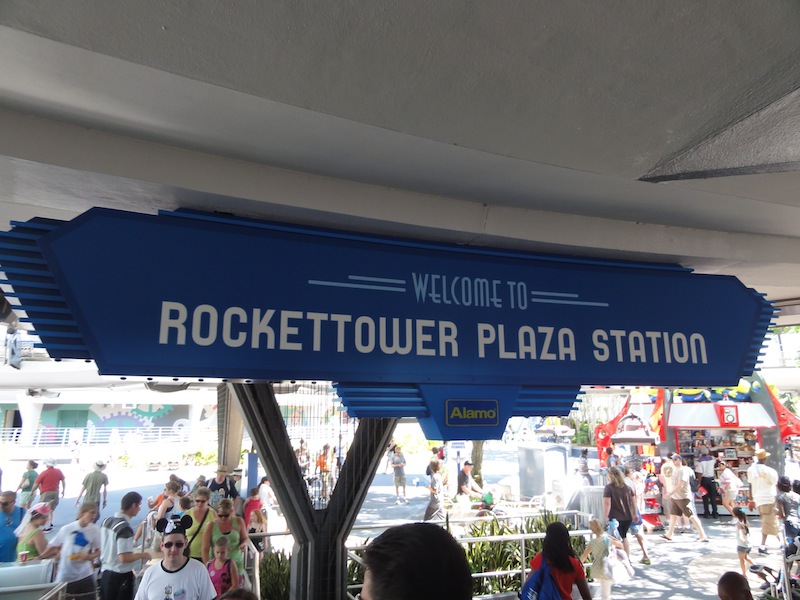 WELCOME TO
ROCKETTOWER PLAZA STATION
Alamo